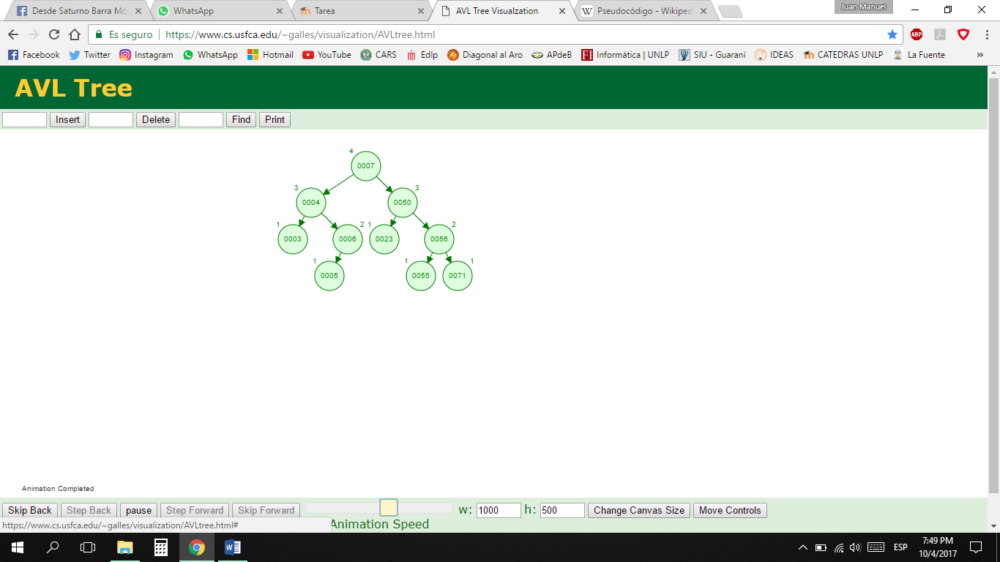 Juan Manuel
Desde Saturno Barra Mó
WhatsApp
Tarea
AVL Tree Visualzation
Pseudocódigo - Wikiped
Es seguro
https://www.cs.usfca.edu/~galles/visualization/AVLtree.html
ABP
Facebook Twitter Instagram WhatsApp Hotmail YouTube CARS EdIp Diagonal al Aro APdeB Informática | UNLP SIU - Guaraní IDEAS CATEDRAS UNLP La Fuente »
AVL Tree
Insert Delete Find Print
4
0007
3 3
0004 0050
1 2 1 2
0003 0006 0023 0056
1 1 1
0005 0055 0071
Animation Completed
Skip Back Step Back pause Step Forward Skip Forward w: 1000 h: 500 Change Canvas Size Move Controls
https://www.cs.usfca.edu/~galles/visualization/AVLtree.html#
Animation Speed
ESP
7:49 PM
10/4/2017